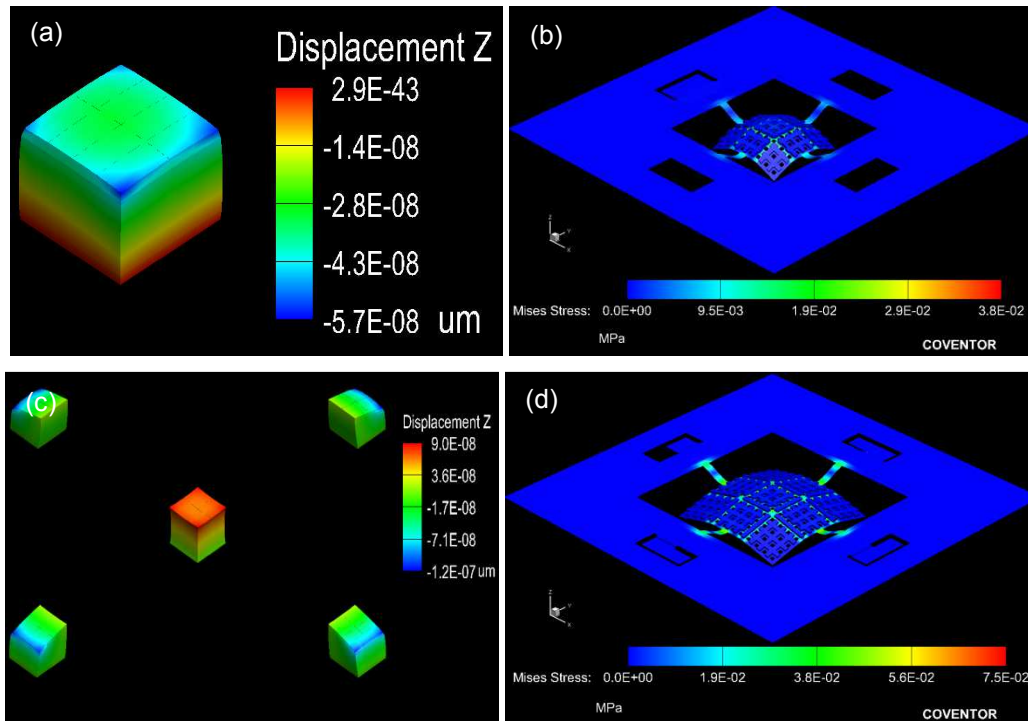 (a)
Displacement Z
2.9E-43
-1.4E-08
-2.8E-08
-4.3E-08
-5.7E-08 um
(b)
Z
Y
X
Mises Stress: 0.0E+00 9.5E-03 1.9E-02 2.9E-02 3.8E-02
MPa
COVENTOR
(c)
Displacement Z
9.0E-08
3.6E-08
-1.7E-08
-7.1E-08
-1.2E-07 um
(d)
Z
Y
X
Mises Stress: 0.0E+00 1.9E-02 3.8E-02 5.6E-02 7.5E-02
MPa
COVENTOR